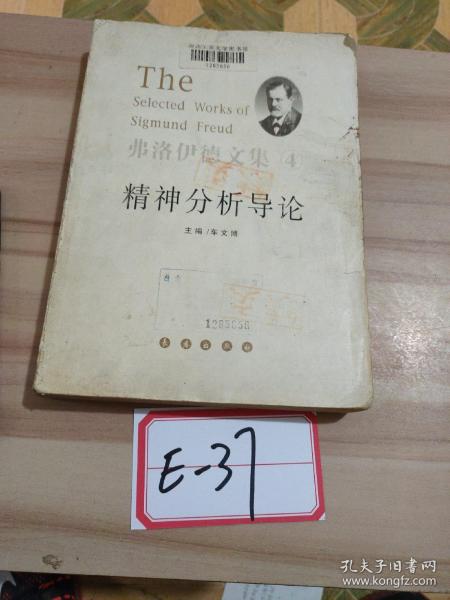 1285656
The
Selected Works of
Sigmund Freud
弗洛伊德文集 4
精神分析导论
主编/车文博
1285656
长春出版社
E-37
孔夫子旧书网
www.kongfz.com